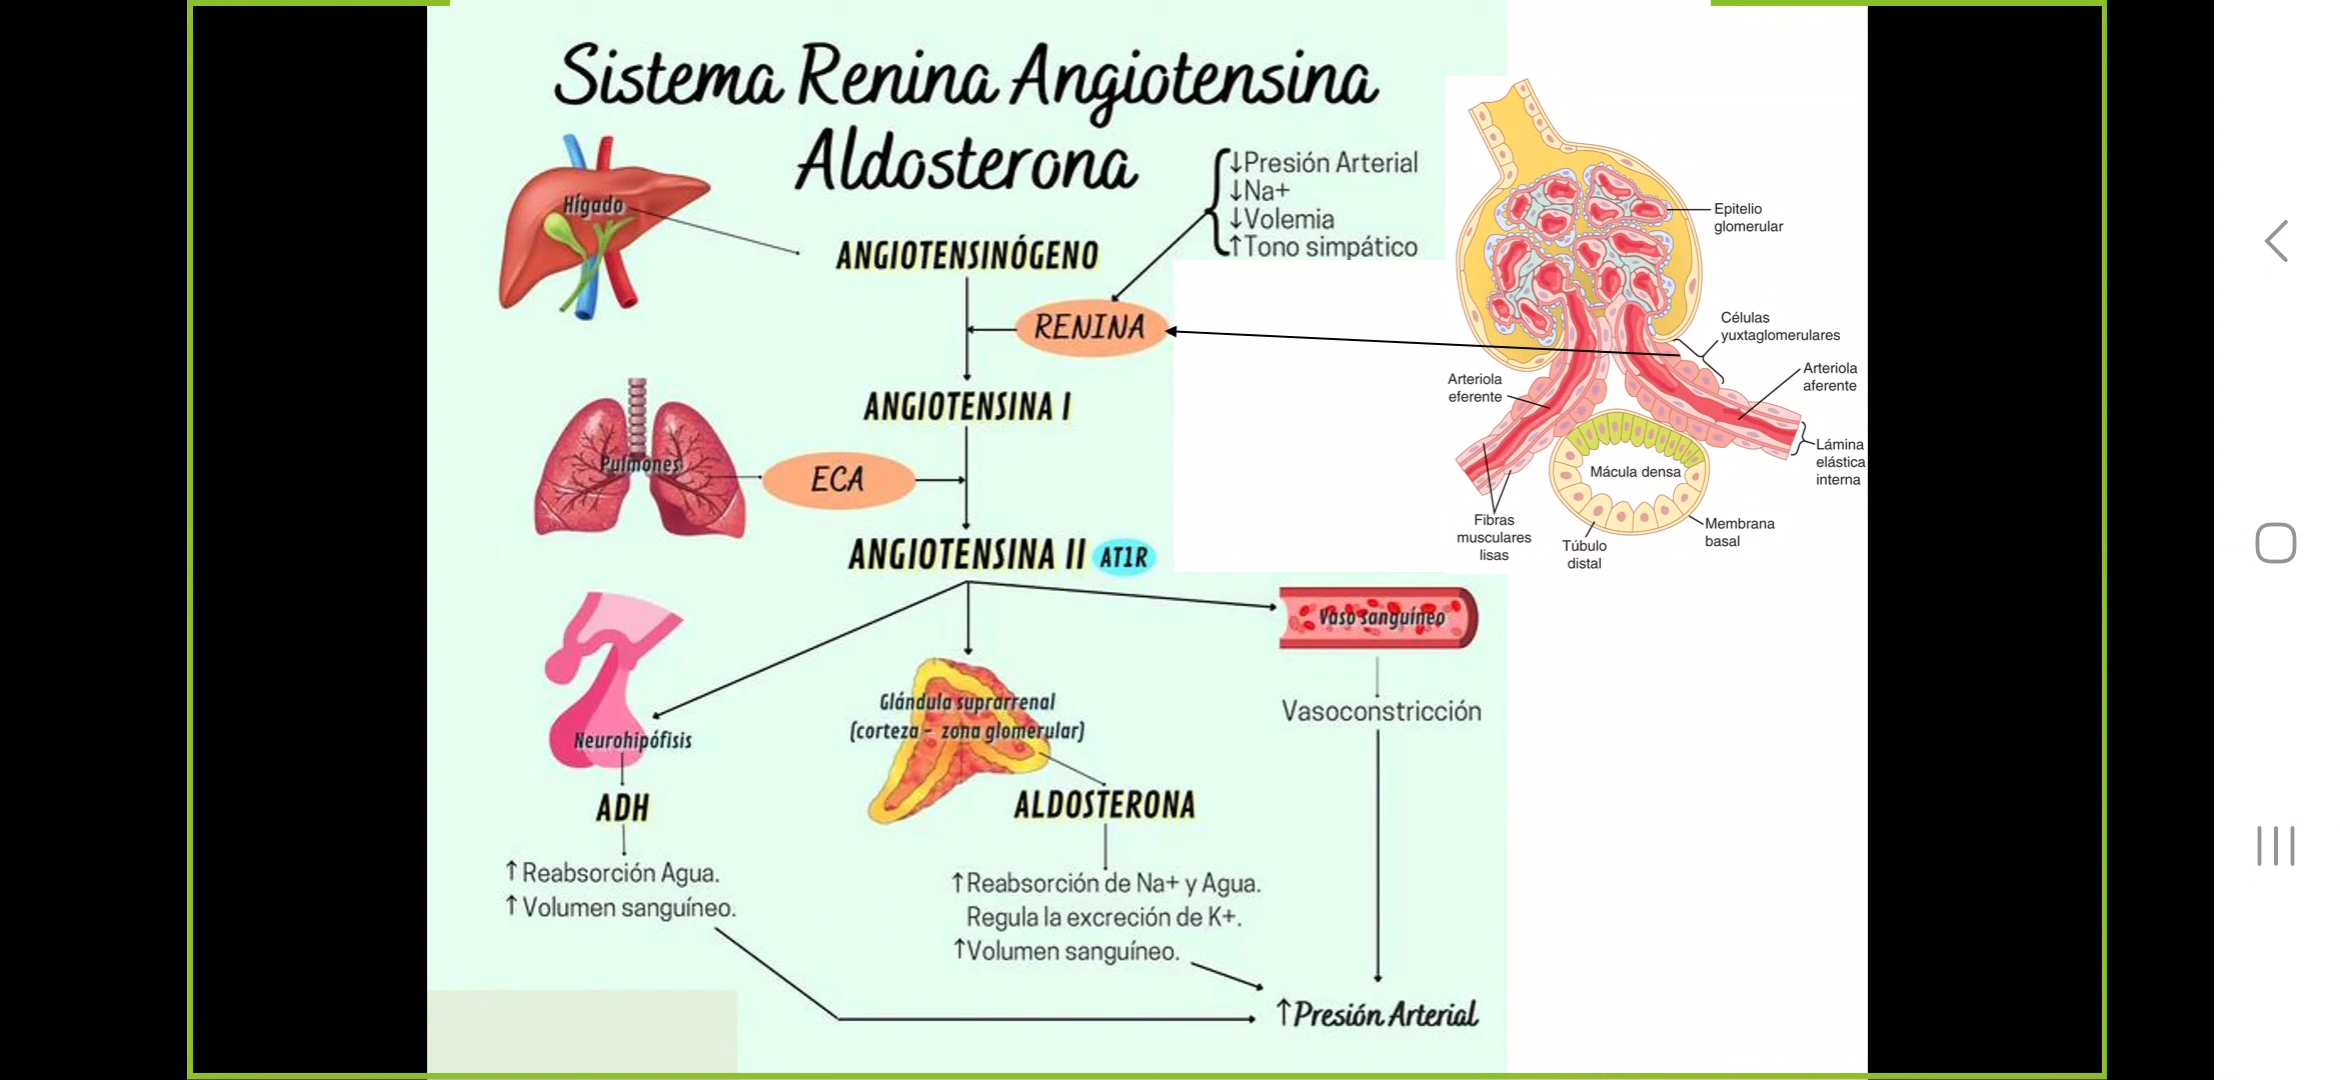 Sistema Renina Angiotensina
Aldosterona
Hígado
↓Presión Arterial
↓Na+
↓Volemia
↑Tono simpático
ANGIOTENSINÓGENO
RENINA
ANGIOTENSINA I
Pulmones
ECA
ANGIOTENSINA II AT1R
Epitelio
glomerular
Células
yuxtaglomerulares
Arteriola
aferente
Arteriola
eferente
Lámina
elástica
interna
Mácula densa
Fibras
musculares
lisas
Túbulo
distal
Membrana
basal
Vaso sanguíneo
Vasoconstricción
Neurohipófisis
Glándula suprarrenal
(corteza - zona glomerular)
ADH
ALDOSTERONA
↑Reabsorción Agua.
↑Volumen sanguíneo.
↑Reabsorción de Na+ y Agua.
Regula la excreción de K+.
↑Volumen sanguíneo.
↑Presión Arterial